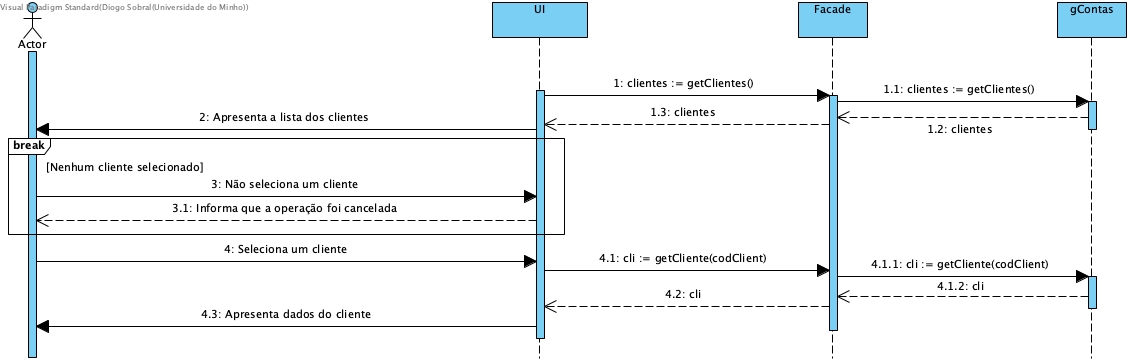 Visual Paradigm Standard(Diogo Sobral(Universidade do Minho))
Actor
UI
Facade
gContas
1: clientes := getClientes()
1.1: clientes := getClientes()
1.2: clientes
1.3: clientes
2: Apresenta a lista dos clientes
break
[Nenhum cliente selecionado]
3: Não seleciona um cliente
3.1: Informa que a operação foi cancelada
4: Seleciona um cliente
4.1: cli := getCliente(codClient)
4.1.1: cli := getCliente(codClient)
4.1.2: cli
4.2: cli
4.3: Apresenta dados do cliente